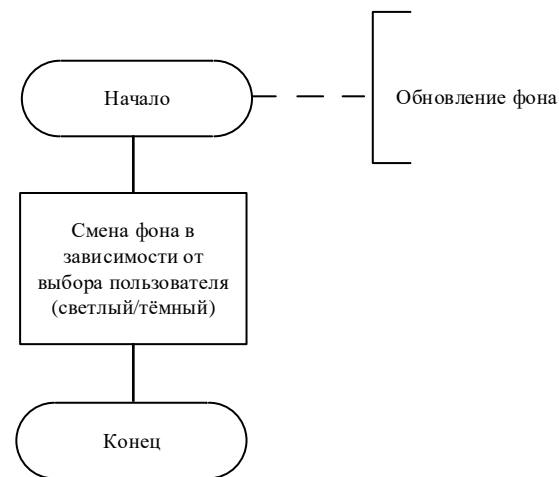 Начало
Обновление фона
Смена фона в
зависимости от
выбора пользователя
(светлый/тёмный)
Конец